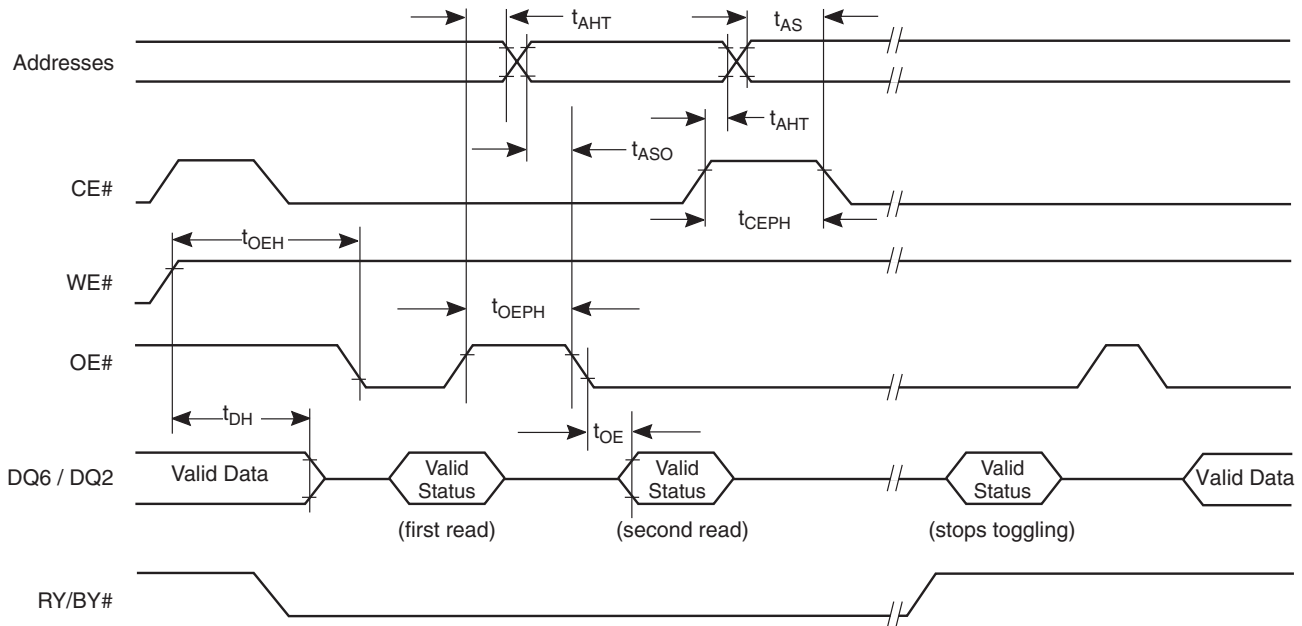 tAHT
tAS
Addresses
tAHT
tASO
CE#
tCEPH
tOEH
WE#
tOEPH
OE#
tDH
tOE
DQ6 / DQ2
Valid Data
Valid
Status
Valid
Status
Valid
Status
Valid Data
(first read)
(second read)
(stops toggling)
RY/BY#